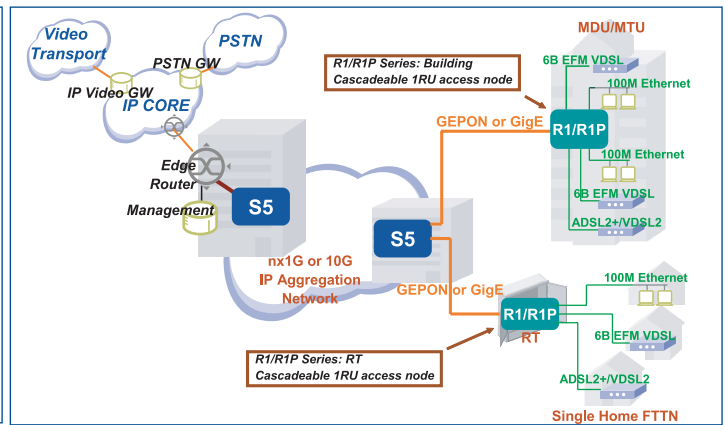 Video
Transport
PSTN
PSTN GW
IP Video GW
IP CORE
Edge
Router
Management
S5
nx1G or 10G
IP Aggregation
Network
S5
GEPON or GigE
GEPON or GigE
R1/R1P Series: Building
Cascadeable 1RU access node
MDU/MTU
6B EFM VDSL
100M Ethernet
R1/R1P
100M Ethernet
6B EFM VDSL
ADSL2+/VDSL2
R1/R1P
RT
R1/R1P Series: RT
Cascadeable 1RU access node
100M Ethernet
6B EFM VDSL
ADSL2+/VDSL2
Single Home FTTN